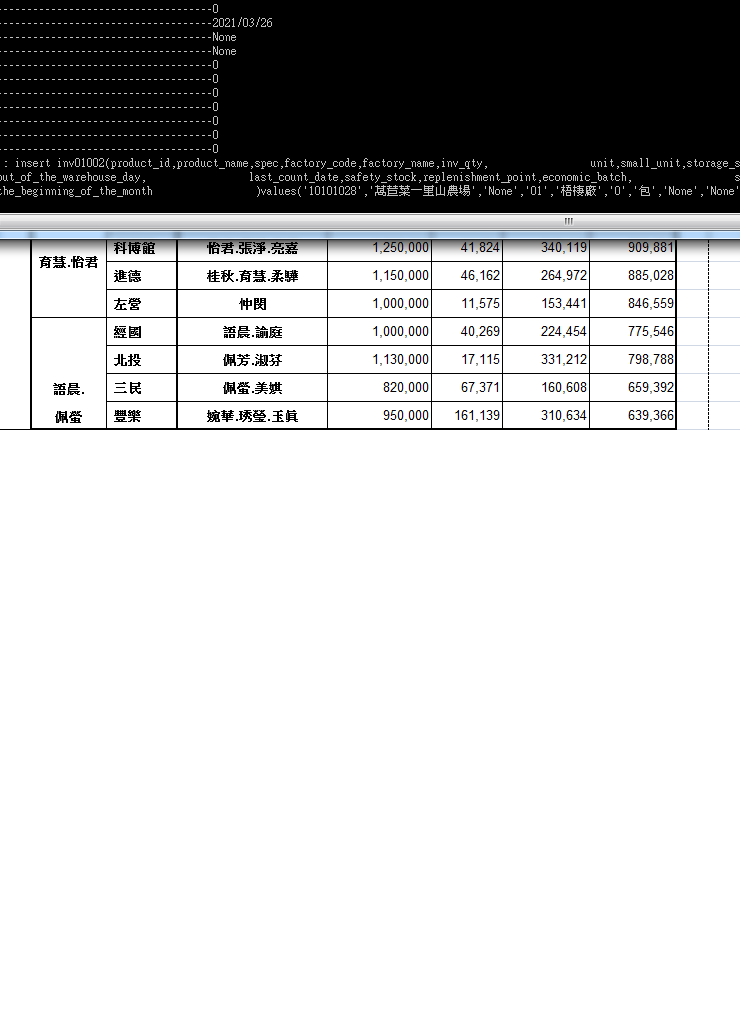 -----------------------------------0
-----------------------------------2021/03/26
-----------------------------------None
-----------------------------------None
-----------------------------------0
-----------------------------------0
-----------------------------------0
-----------------------------------0
-----------------------------------0
-----------------------------------0
-----------------------------------0
: insert inv01002(product_id,product_name,spec,factory_code,factory_name,inv_qty, unit,small_unit,storage_s
out_of_the_warehouse_day, last_count_date,safety_stock,replenishment_point,economic_batch, s
the_beginning_of_the_month )values('10101028','萵苣菜一里山農場','None','01','梧棲廠','0','包','None','None'
育慧.怡君 科博館 怡君.張淨.亮嘉 1,250,000 41,824 340,119 909,881
進德 桂秋.育慧.柔驊 1,150,000 46,162 264,972 885,028
左營 仲閔 1,000,000 11,575 153,441 846,559
經國 語晨.諭庭 1,000,000 40,269 224,454 775,546
北投 佩芳.淑芬 1,130,000 17,115 331,212 798,788
語晨. 三民 佩螢.美娸 820,000 67,371 160,608 659,392
佩螢 豐樂 婉華.琇瑩.玉眞 950,000 161,139 310,634 639,366